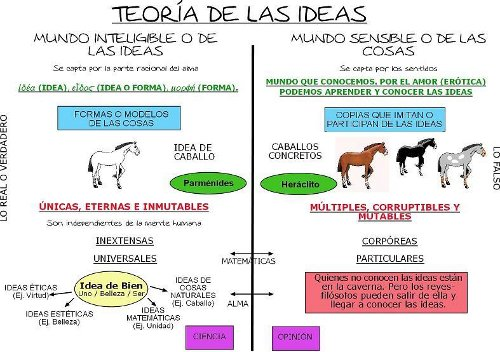 TEORÍA DE LAS IDEAS
MUNDO INTELIGIBLE O DE
LAS IDEAS
Se capta por la parte racional del alma
ιδέα (IDEA), εἶδος (IDEA O FORMA), μορφή (FORMA).
FORMAS O MODELOS
DE LAS COSAS
IDEA DE
CABALLO
Parménides
LO REAL O VERDADERO
ÚNICAS, ETERNAS E INMUTABLES
Son independientes de la mente humana
INEXTENSAS
UNIVERSALES
Idea de Bien
Uno / Belleza / Ser
IDEAS ÉTICAS
(Ej. Virtud)
IDEAS ESTÉTICAS
(Ej. Belleza)
IDEAS
MATEMÁTICAS
(Ej. Unidad)
IDEAS DE
COSAS
NATURALES
(Ej. Caballo)
CIENCIA
MATEMÁTICAS
ALMA
MUNDO SENSIBLE O DE LAS
COSAS
Se capta por los sentidos
MUNDO QUE CONOCEMOS. POR EL AMOR (ERÓTICA)
PODEMOS APRENDER Y CONOCER LAS IDEAS
COPIAS QUE IMITAN O
PARTICIPAN DE LAS IDEAS
CABALLOS
CONCRETOS
Heráclito
LO FALSO
MÚLTIPLES, CORRUPTIBLES Y
MUTABLES
CORPÓREAS
PARTICULARES
Quienes no conocen las ideas están
en la caverna. Pero los reyes-
filósofos pueden salir de ella y
llegar a conocer las ideas.
OPINIÓN